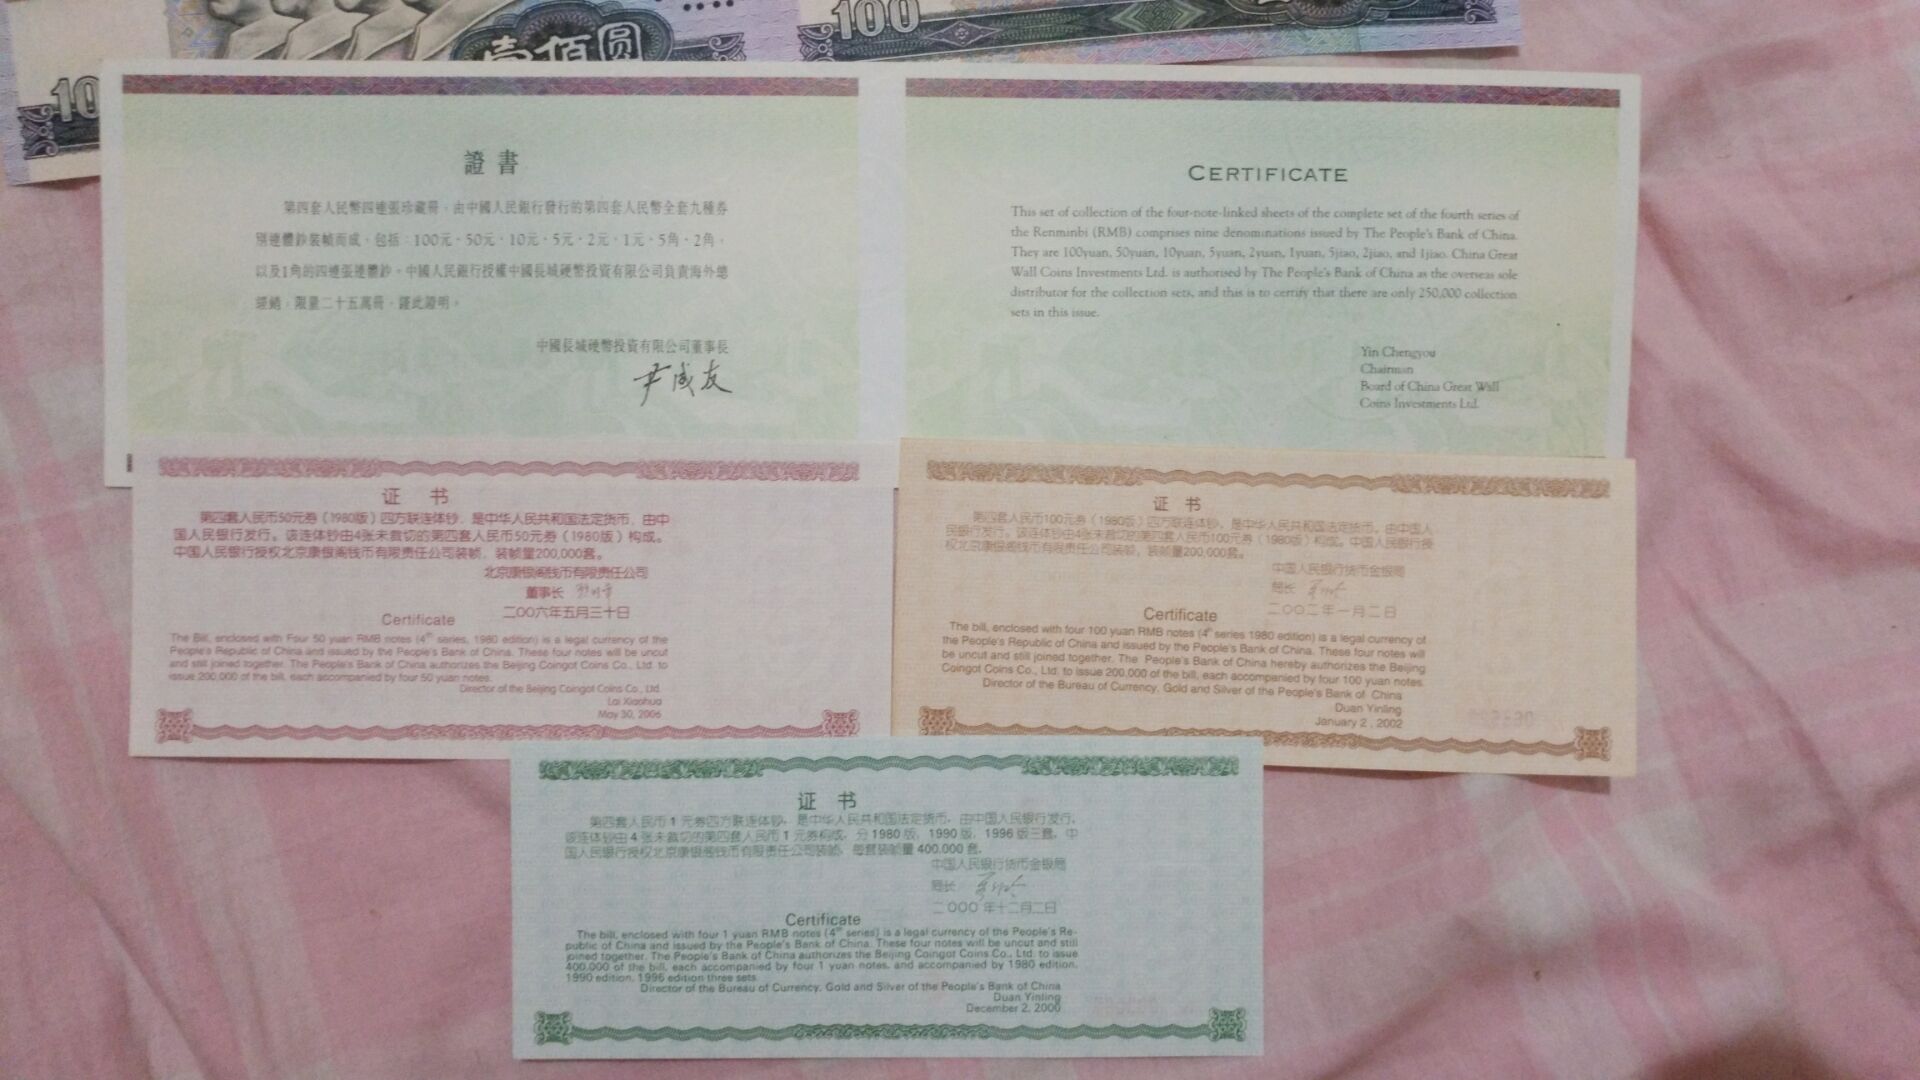 100
壹佰圆
10
證書
第四套人民幣四連張珍藏冊，由中國人民銀行發行的第四套人民幣全套九種券
別連體鈔裝幀而成，包括：100元、50元、10元、5元、2元、1元、5角、2角、
以及1角的四連張連體鈔。中國人民銀行授權中國長城硬幣投資有限公司負責海外總
經銷，限量二十五萬冊，謹此證明。
中國長城硬幣投資有限公司董事長
尹成友
CERTIFICATE
This set of collection of the four-note-linked sheets of the complete set of the fourth series of
the Renminbi (RMB) comprises nine denominations issued by The People's Bank of China.
They are 100yuan, 50yuan, 10yuan, 5yuan, 2yuan, 1yuan, 5jiao, 2jiao, and 1jiao. China Great
Wall Coins Investments Ltd. is authorised by The People's Bank of China as the overseas sole
distributor for the collection sets, and this is to certify that there are only 250,000 collection
sets in this issue.
Yin Chengyou
Chairman
Board of China Great Wall
Coins Investments Ltd.
证 书
第四套人民币50元券（1980版）四方联连体钞，是中华人民共和国法定货币，由中
国人民银行发行。该连体钞由4张未裁切的第四套人民币50元券（1980版）构成。
中国人民银行授权北京康银阁钱币有限责任公司装帧，装帧量200,000套。
北京康银阁钱币有限责任公司
董事长
二〇〇六年五月三十日
Certificate
The Bill, enclosed with Four 50 yuan RMB notes (4th series, 1980 edition) is a legal currency of the
People's Republic of China and issued by the People's Bank of China. These four notes will be uncut
and still joined together. The People's Bank of China authorizes the Beijing Coingot Coins Co., Ltd. to
issue 200,000 of the bill, each accompanied by four 50 yuan notes.
Director of the Beijing Coingot Coins Co., Ltd.
Lai Xiaohua
May 30, 2006
证 书
第四套人民币100元券（1980版）四方联连体钞，是中华人民共和国法定货币，由中国人
民银行发行。该连体钞由4张未裁切的第四套人民币100元券（1980版）构成。中国人民银行授
权北京康银阁钱币有限责任公司装帧，装帧量200,000套。
中国人民银行货币金银局
局长
二〇〇二年一月二日
Certificate
The bill, enclosed with four 100 yuan RMB notes (4th series 1980 edition) is a legal currency of
the People's Republic of China and issued by the People's Bank of China. These four notes will
be uncut and still joined together. The People's Bank of China hereby authorizes the Beijing
Coingot Coins Co., Ltd. to issue 200,000 of the bill, each accompanied by four 100 yuan notes.
Director of the Bureau of Currency, Gold and Silver of the People's Bank of China
Duan Yinling
January 2, 2002
证 书
第四套人民币1元券四方联连体钞，是中华人民共和国法定货币，由中国人民银行发行，
该连体钞由4张未裁切的第四套人民币1元券构成，分1980版，1990版，1996版三套，中
国人民银行授权北京康银阁钱币有限责任公司装帧，每套装帧量400,000套。
中国人民银行货币金银局
局长
二〇〇〇年十二月二日
Certificate
The bill, enclosed with four 1 yuan RMB notes (4th series) is a legal currency of the People's Re-
public of China and issued by the People's Bank of China. These four notes will be uncut and still
joined together. The People's Bank of China authorizes the Beijing Coingot Coins Co., Ltd. to issue
400,000 of the bill, each accompanied by four 1 yuan notes, and accompanied by 1980 edition,
1990 edition, 1996 edition three sets.
Director of the Bureau of Currency, Gold and Silver of the People's Bank of China
Duan Yinling
December 2, 2000